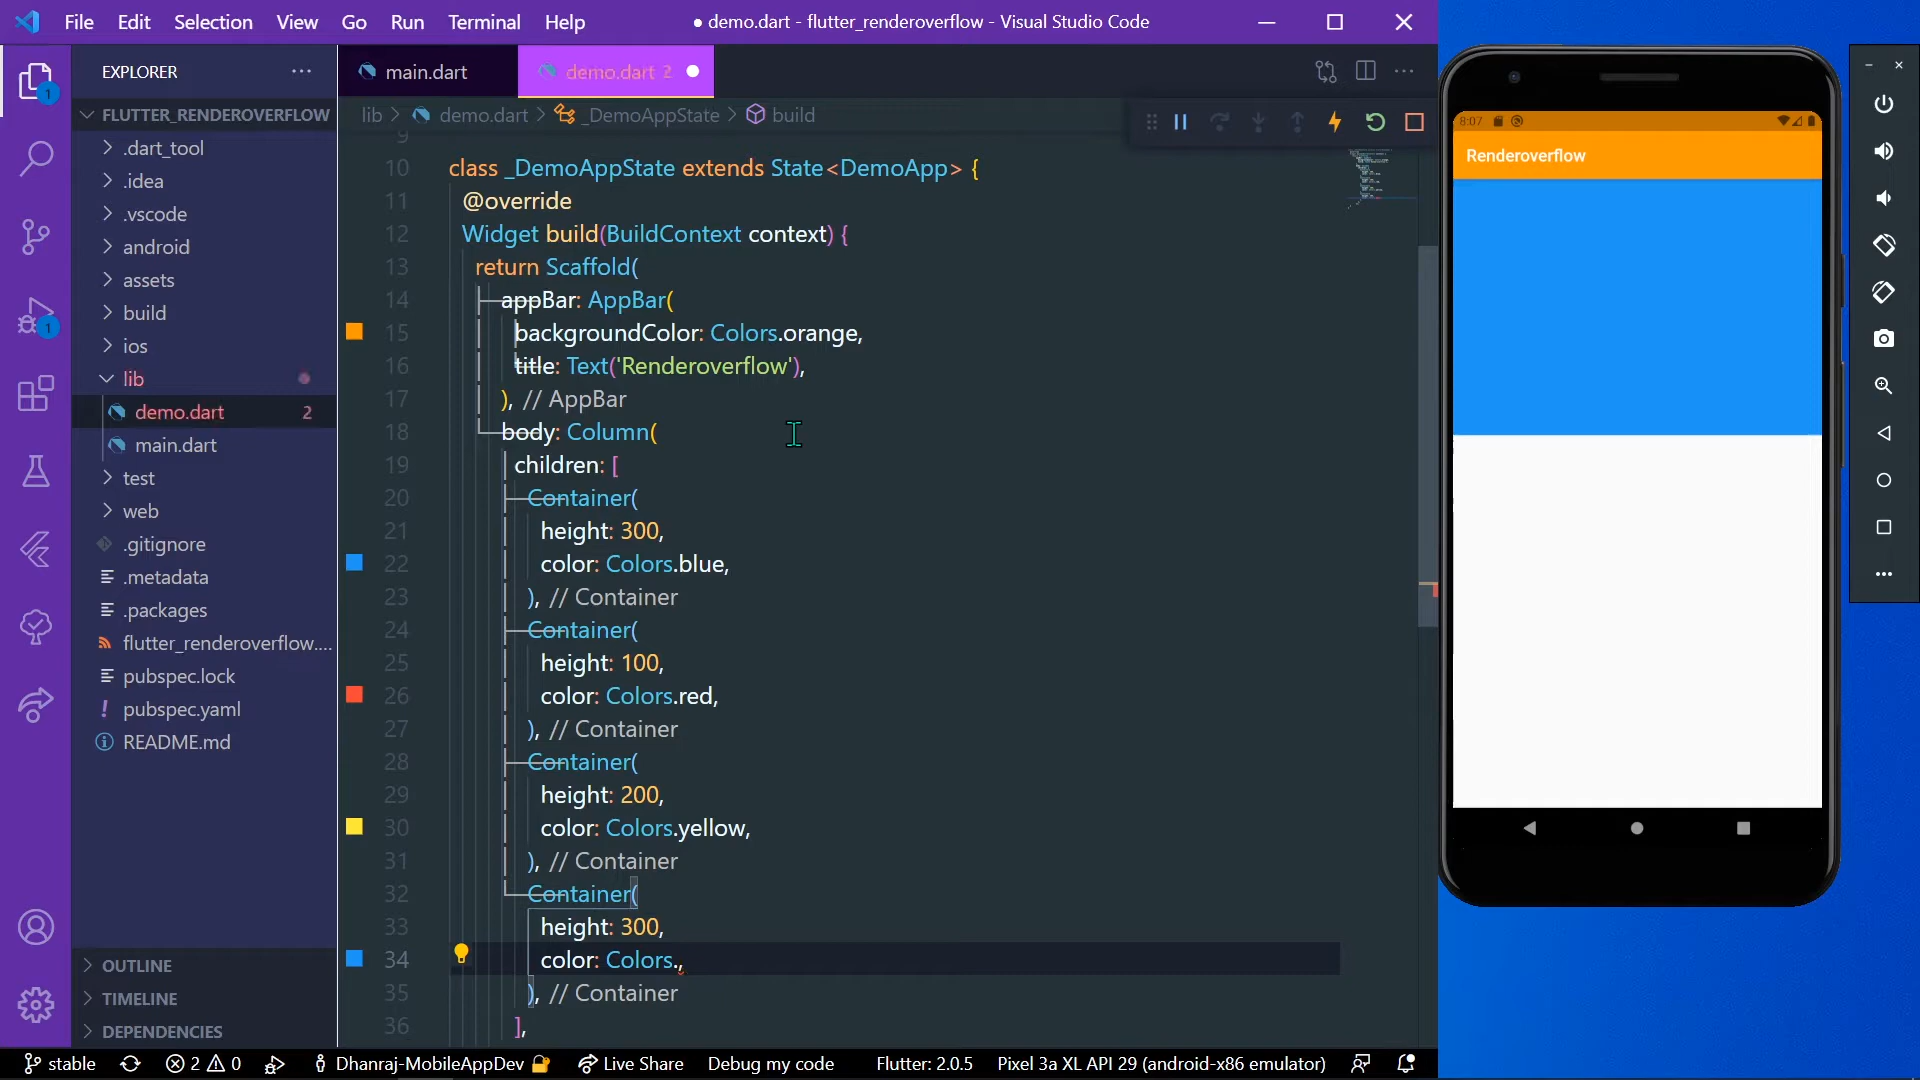 File Edit Selection View Go Run Terminal Help
● demo.dart - flutter_renderoverflow - Visual Studio Code
EXPLORER
FLUTTER_RENDEROVERFLOW
.dart_tool
.idea
.vscode
android
assets
build
ios
lib
demo.dart 2
main.dart
test
web
.gitignore
.metadata
.packages
flutter_renderoverflow....
pubspec.lock
pubspec.yaml
README.md
OUTLINE
TIMELINE
DEPENDENCIES
1
1
main.dart
demo.dart 2
lib > demo.dart > _DemoAppState > build
9
10 class _DemoAppState extends State<DemoApp> {
11 @override
12 Widget build(BuildContext context) {
13 return Scaffold(
14 appBar: AppBar(
15 backgroundColor: Colors.orange,
16 title: Text('Renderoverflow'),
17 ), // AppBar
18 body: Column(
19 children: [
20 Container(
21 height: 300,
22 color: Colors.blue,
23 ), // Container
24 Container(
25 height: 100,
26 color: Colors.red,
27 ), // Container
28 Container(
29 height: 200,
30 color: Colors.yellow,
31 ), // Container
32 Container(
33 height: 300,
34 color: Colors.,
35 ), // Container
36 ],
8:07
Renderoverflow
stable 2 0 Dhanraj-MobileAppDev Live Share Debug my code Flutter: 2.0.5 Pixel 3a XL API 29 (android-x86 emulator)